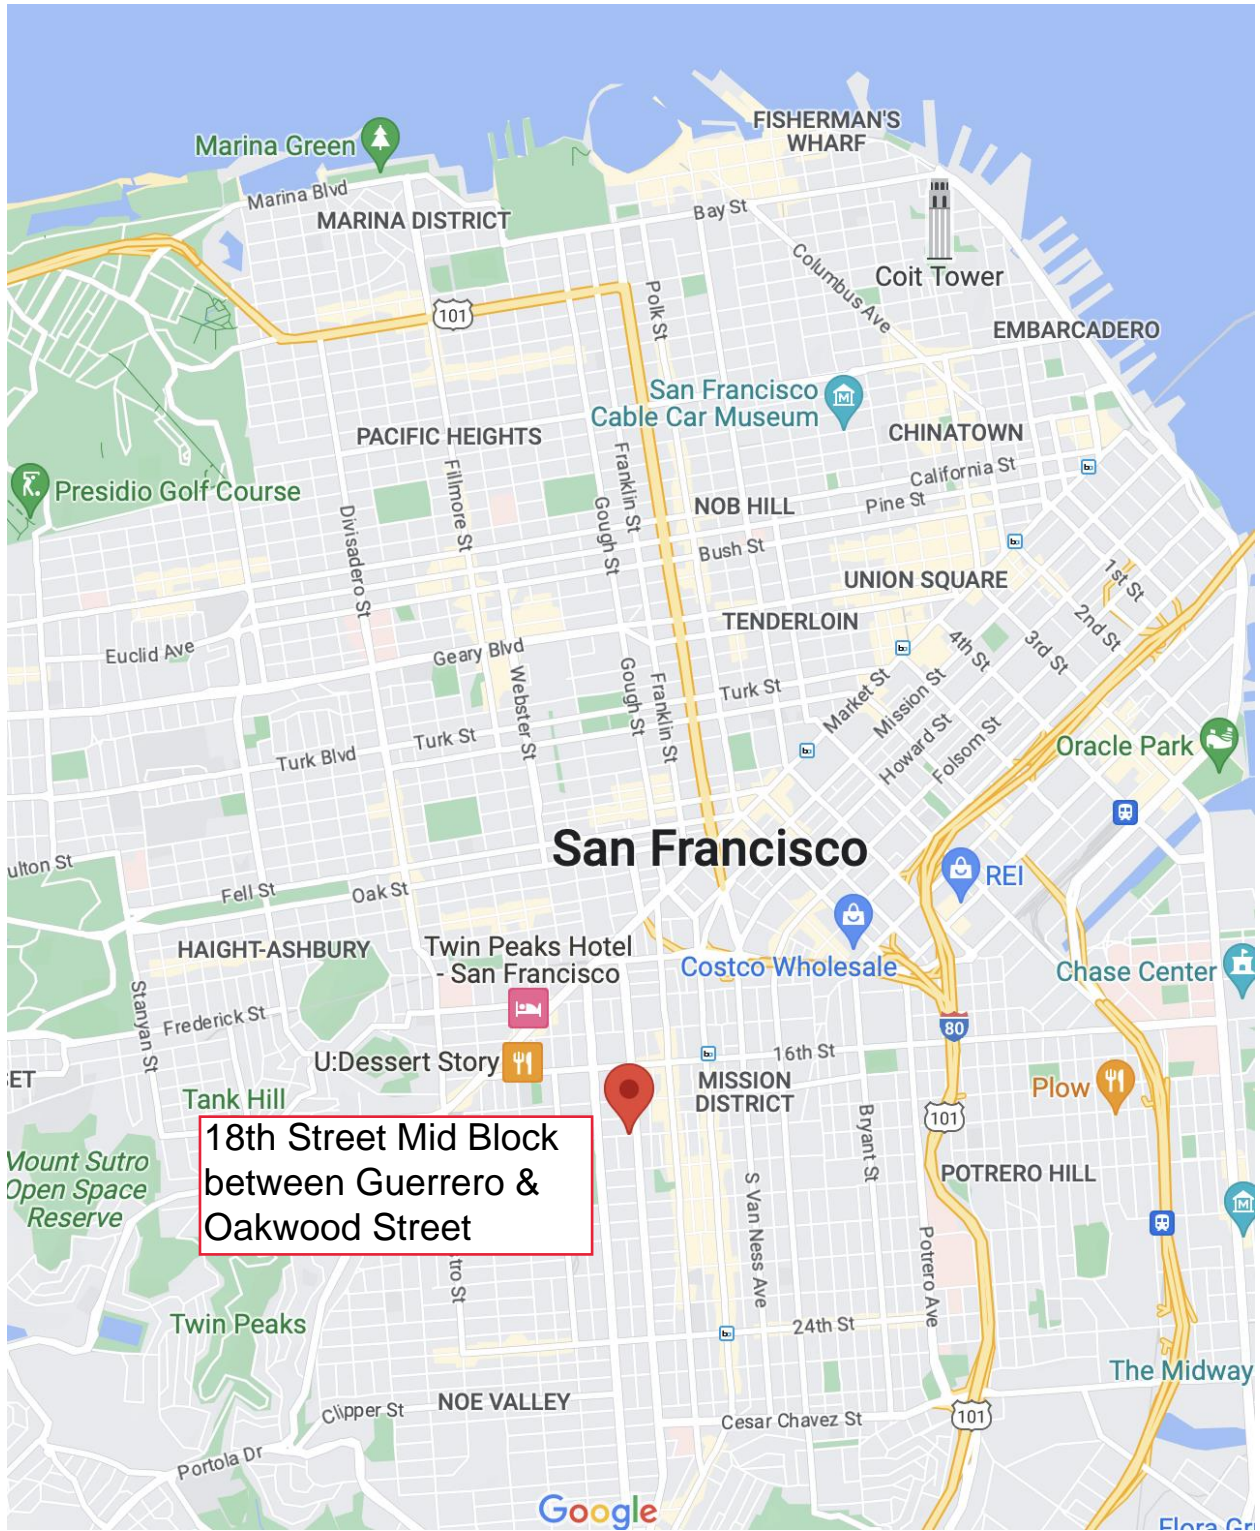 FISHERMAN'S
WHARF
Marina Green
Marina Blvd
MARINA DISTRICT
Bay St
Columbus Ave
Coit Tower
Polk St
101
EMBARCADERO
San Francisco
Cable Car Museum
CHINATOWN
PACIFIC HEIGHTS
California St
Presidio Golf Course
Fillmore St
Franklin St
Gough St
NOB HILL
Pine St
Divisadero St
Bush St
UNION SQUARE
1st St
TENDERLOIN
2nd St
3rd St
4th St
Euclid Ave
Geary Blvd
Webster St
Gough St
Franklin St
Turk St
Market St
Mission St
Howard St
Folsom St
Oracle Park
Turk St
Turk Blvd
San Francisco
ulton St
REI
Fell St
Oak St
HAIGHT-ASHBURY
Twin Peaks Hotel
- San Francisco
Costco Wholesale
Chase Center
Stanyan St
Frederick St
80
16th St
U:Dessert Story
ET
MISSION
DISTRICT
Plow
Tank Hill
101
Bryant St
18th Street Mid Block
between Guerrero &
Oakwood Street
Mount Sutro
Open Space
Reserve
POTRERO HILL
S Van Ness Ave
Potrero Ave
tro St
Twin Peaks
24th St
The Midway
NOE VALLEY
Clipper St
Cesar Chavez St
101
Portola Dr
Google
Flora Gr